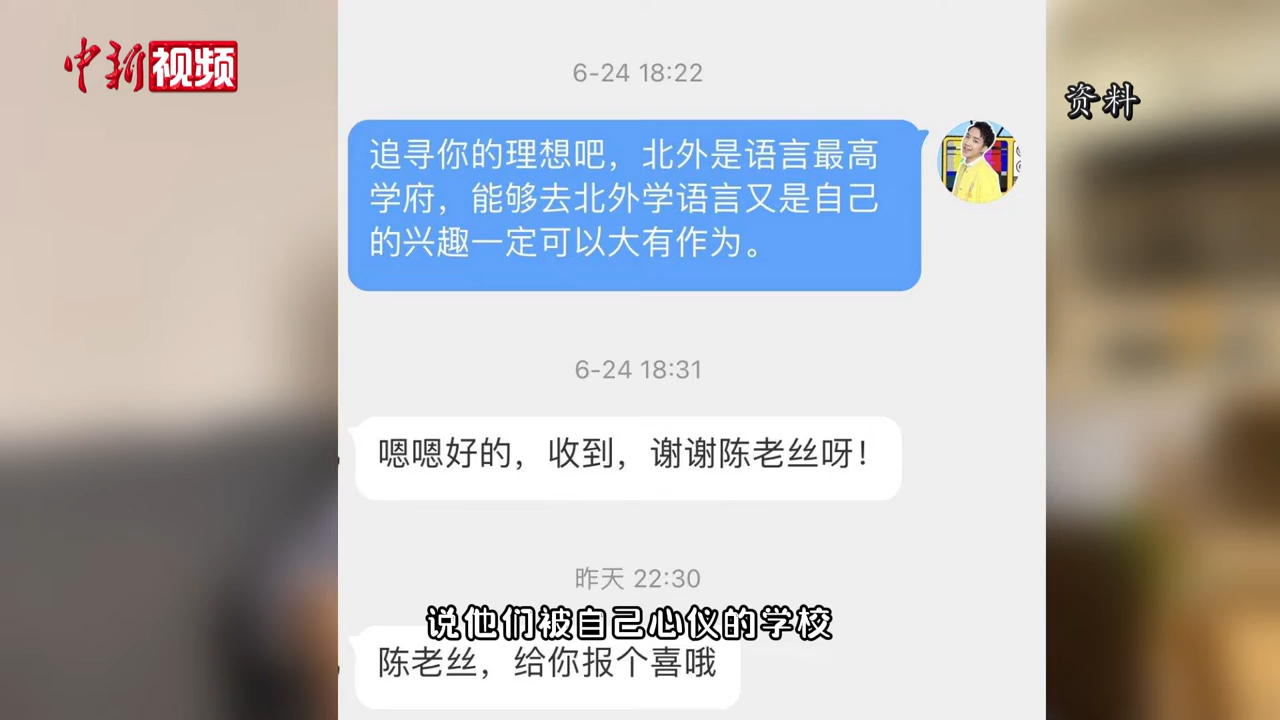 中新视频
资料
6-24 18:22
追寻你的理想吧，北外是语言最高
学府，能够去北外学语言又是自己
的兴趣一定可以大有作为。
6-24 18:31
嗯嗯好的，收到，谢谢陈老丝呀！
昨天 22:30
说他们被自己心仪的学校
陈老丝，给你报个喜哦